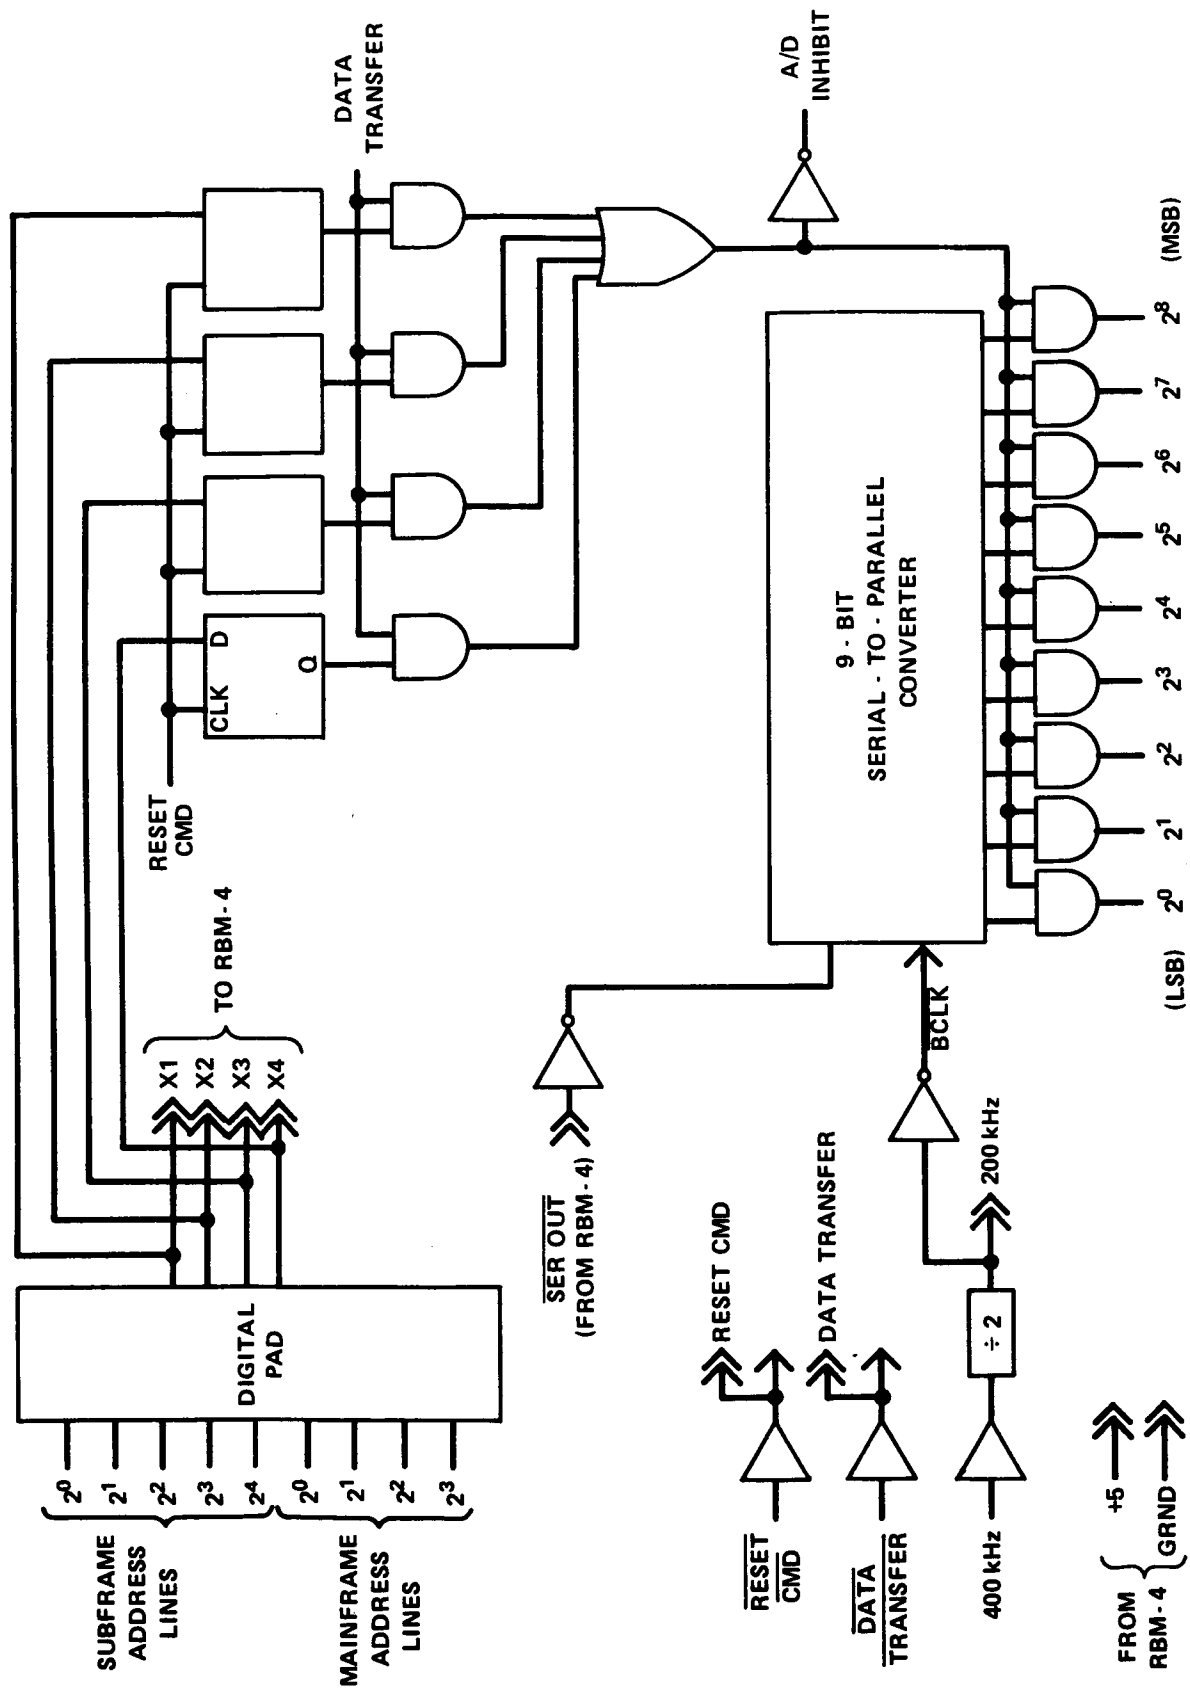 SUBFRAME
ADDRESS
LINES
2⁰
2¹
2²
2³
2⁴
MAINFRAME
ADDRESS
LINES
2⁰
2¹
2²
2³
DIGITAL
PAD
X1
X2
X3
X4
TO RBM-4
RESET
CMD
CLK
D
Q
DATA
TRANSFER
SER OUT
(FROM RBM-4)
9 - BIT
SERIAL - TO - PARALLEL
CONVERTER
A/D
INHIBIT
RESET
CMD
RESET CMD
DATA
TRANSFER
DATA TRANSFER
400 kHz
÷ 2
200 kHz
BCLK
FROM
RBM-4
+5
GRND
(LSB)
2⁰
2¹
2²
2³
2⁴
2⁵
2⁶
2⁷
2⁸
(MSB)